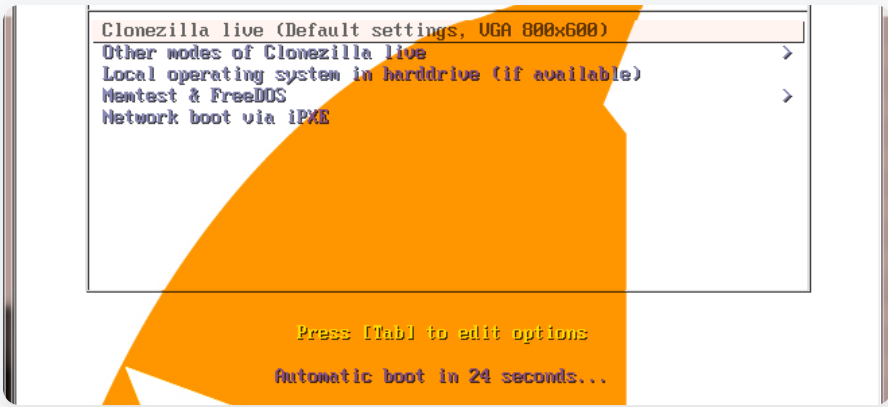 Clonezilla live (Default settings, VGA 800x600)
Other modes of Clonezilla live >
Local operating system in harddrive (if available)
Memtest & FreeDOS >
Network boot via iPXE
Press [Tab] to edit options
Automatic boot in 24 seconds...